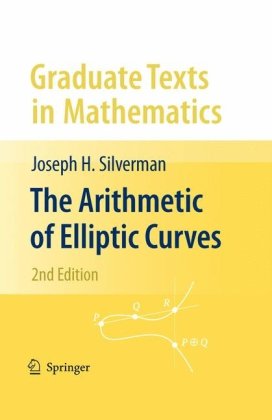 Graduate Texts
in Mathematics
Joseph H. Silverman
The Arithmetic
of Elliptic Curves
2nd Edition
P
Q
R
P⊕Q
Springer